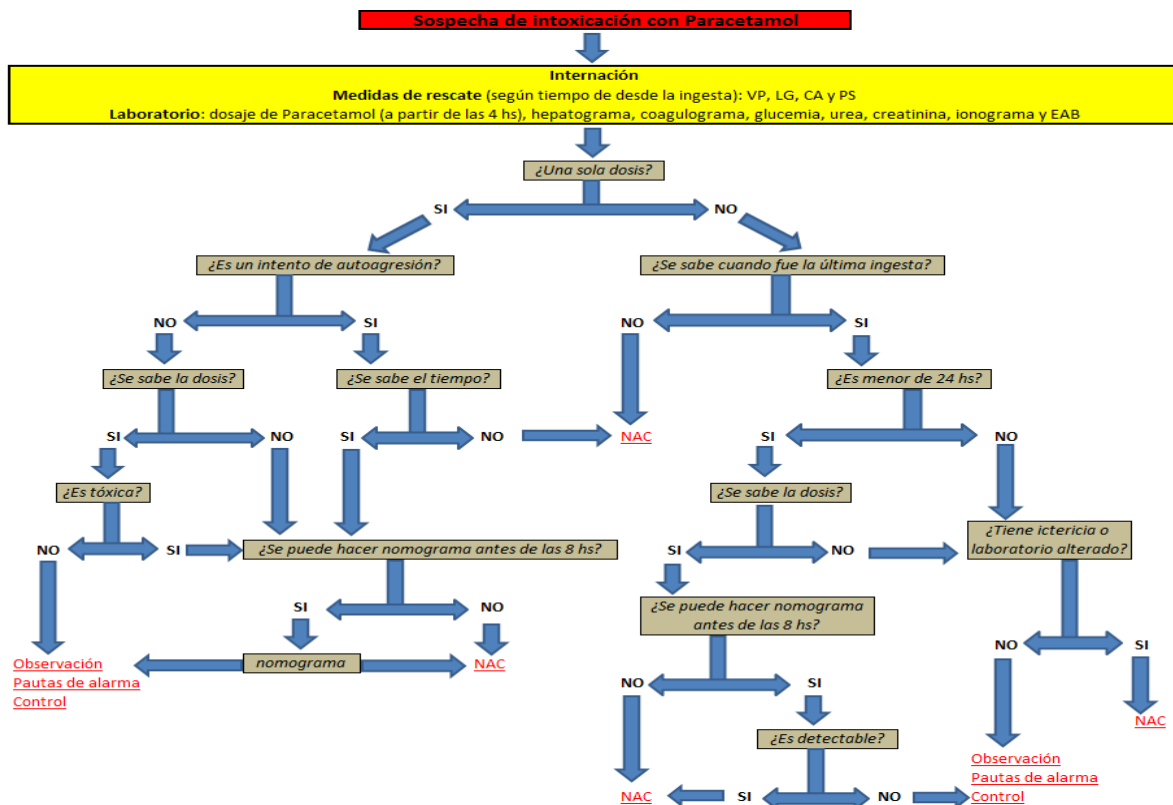 Sospecha de intoxicación con Paracetamol
Internación
Medidas de rescate (según tiempo de desde la ingesta): VP, LG, CA y PS
Laboratorio: dosaje de Paracetamol (a partir de las 4 hs), hepatograma, coagulograma, glucemia, urea, creatinina, ionograma y EAB
¿Una sola dosis?
SI
NO
¿Es un intento de autoagresión?
¿Se sabe cuando fue la última ingesta?
NO
SI
NO
SI
¿Se sabe la dosis?
¿Se sabe el tiempo?
¿Es menor de 24 hs?
SI
NO
SI
NO
NAC
SI
NO
¿Es tóxica?
¿Se sabe la dosis?
NO
SI
¿Se puede hacer nomograma antes de las 8 hs?
SI
NO
¿Tiene ictericia o
laboratorio alterado?
SI
NO
¿Se puede hacer nomograma
antes de las 8 hs?
Observación
Pautas de alarma
Control
nomograma
NAC
NO
SI
NO
SI
NAC
¿Es detectable?
Observación
Pautas de alarma
Control
NAC
SI
NO